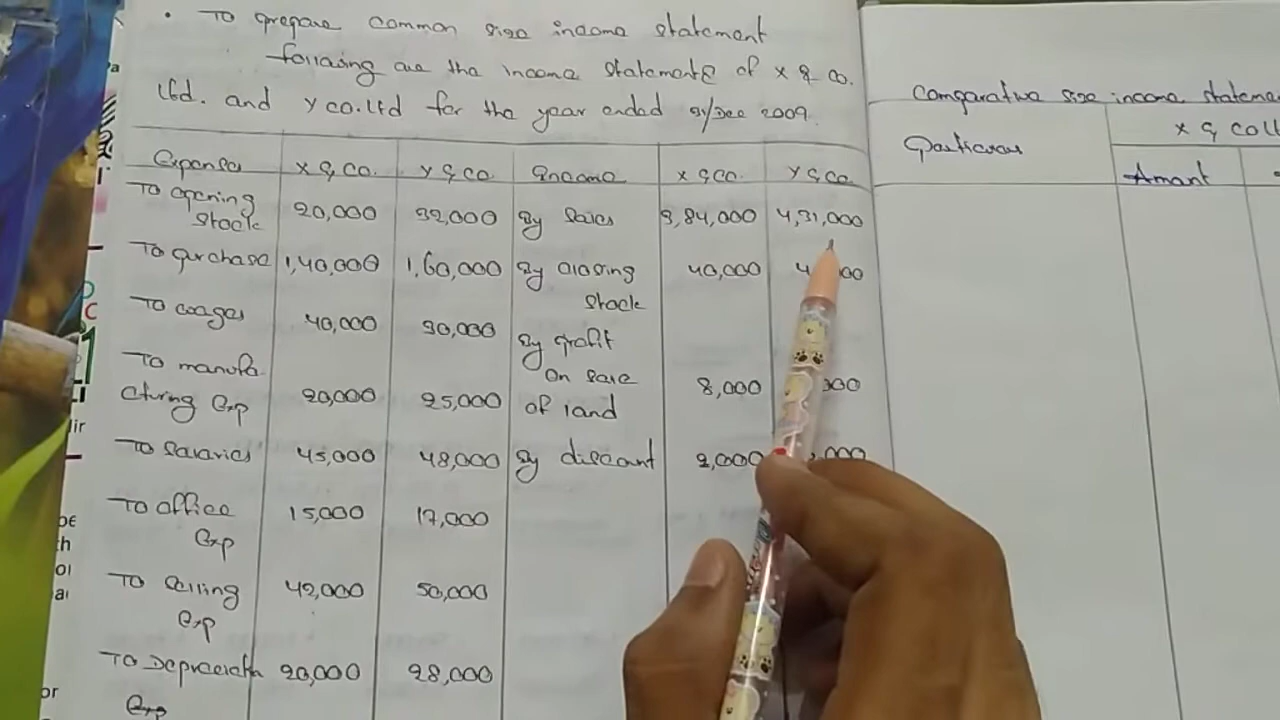 • To prepare common size income statement
following are the income statements of X & Co.
Ltd. and Y Co. Ltd for the year ended 31/Dec 2009.
Expenses X & CO. Y & CO. Income X & CO. Y & CO.
To opening
Stock 20,000 32,000 By Sales 3,84,000 4,31,000
To purchase 1,40,000 1,60,000 By closing 40,000
Stock
To wages 40,000 30,000
By profit
On Sale
To manufa
cturing Exp 20,000 25,000 of land 8,000
To Salaries 45,000 48,000 By discount 2,000
To office 15,000 17,000
Exp
To Selling 42,000 50,000
Exp
To Depreciatn 20,000 28,000
Exp
Comparative size income
Particulars
X & CO
Amount